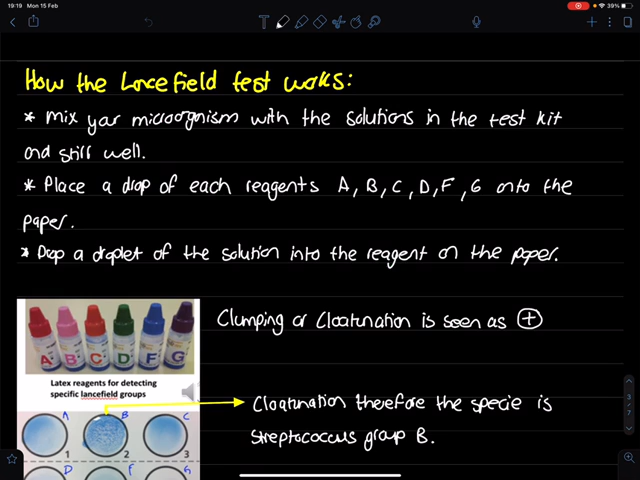 19:19 Mon 15 Feb
39%
How the Lancefield test works:
* Mix your microorganism with the solutions in the test kit
and still well.
* Place a drop of each reagents A, B, C, D, F, G onto the
paper.
* Drop a droplet of the solution into the reagent on the paper.
Clumping or Cloatunation is seen as +
A B C D F G
Latex reagents for detecting
specific lancefield groups
Cloatunation therefore the specie is
streptococcus group B.
A B C
1 2 3
D F G
3
7